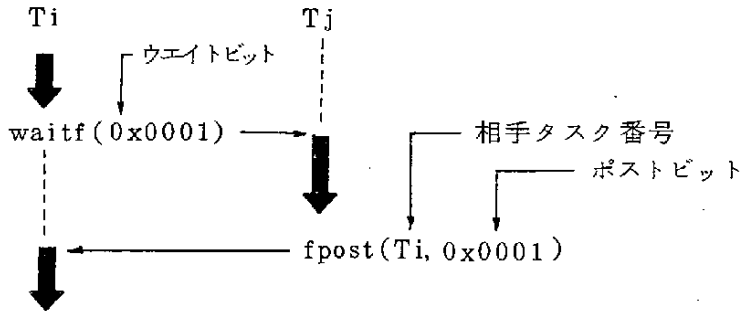 Ti
Tj
ウエイトビット
waitf(0x0001)
相手タスク番号
ポストビット
fpost(Ti, 0x0001)